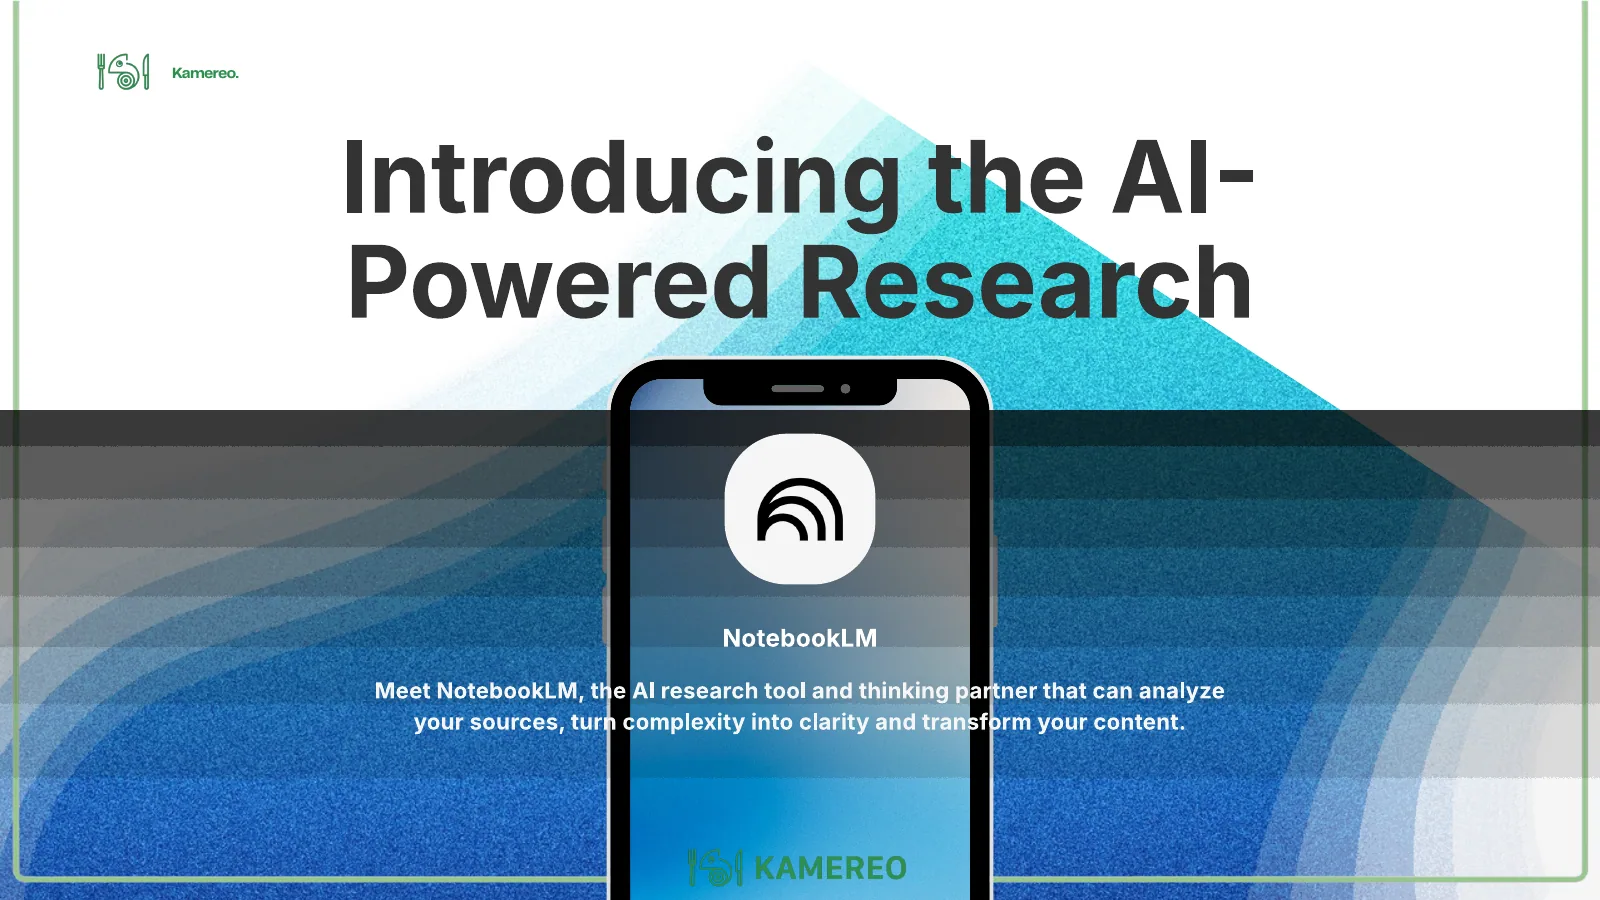 Kamereo.
Introducing the AI-
Powered Research
NotebookLM
Meet NotebookLM, the AI research tool and thinking partner that can analyze
your sources, turn complexity into clarity and transform your content.
KAMEREO